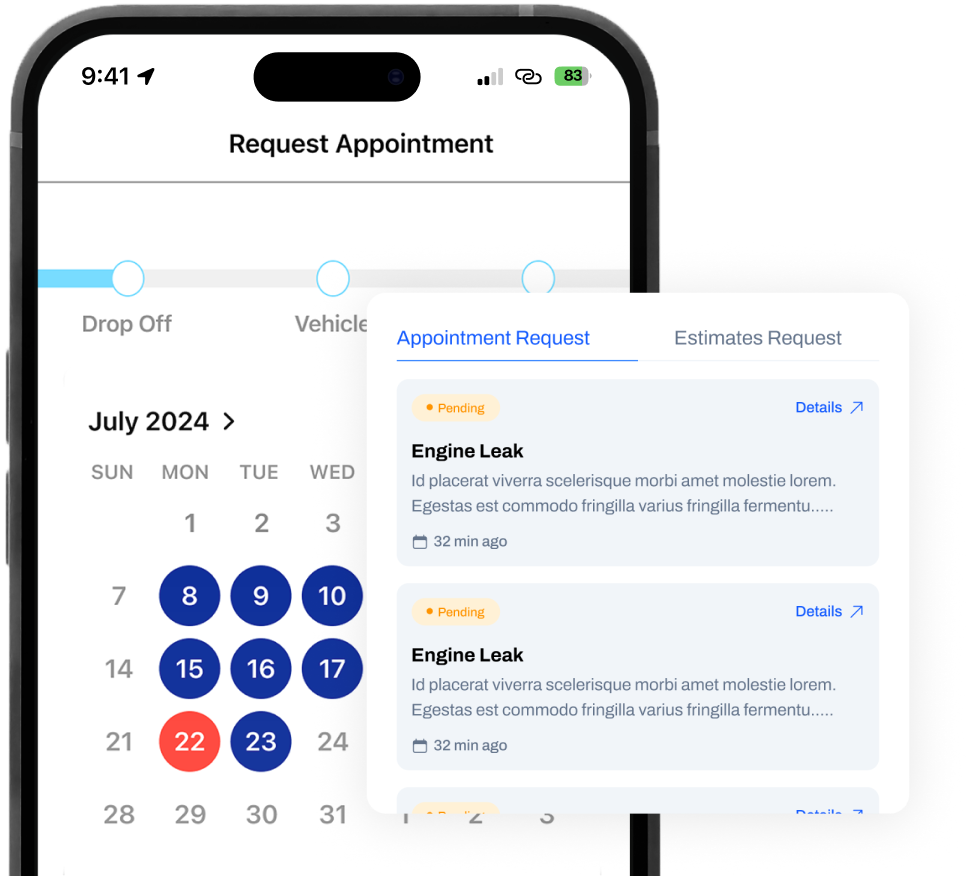 9:41
83
Request Appointment
Drop Off
Vehicle
July 2024
SUN MON TUE WED
1 2 3
7 8 9 10
14 15 16 17
21 22 23 24
28 29 30 31 1 2 3
Appointment Request Estimates Request
Pending Details
Engine Leak
Id placerat viverra scelerisque morbi amet molestie lorem.
Egestas est commodo fringilla varius fringilla fermentu.....
32 min ago
Pending Details
Engine Leak
Id placerat viverra scelerisque morbi amet molestie lorem.
Egestas est commodo fringilla varius fringilla fermentu.....
32 min ago
Pending Details